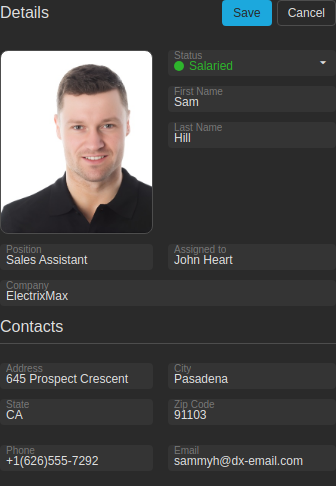 Details
Save
Cancel
Status
Salaried
First Name
Sam
Last Name
Hill
Position
Sales Assistant
Assigned to
John Heart
Company
ElectrixMax
Contacts
Address
645 Prospect Crescent
City
Pasadena
State
CA
Zip Code
91103
Phone
+1(626)555-7292
Email
sammyh@dx-email.com